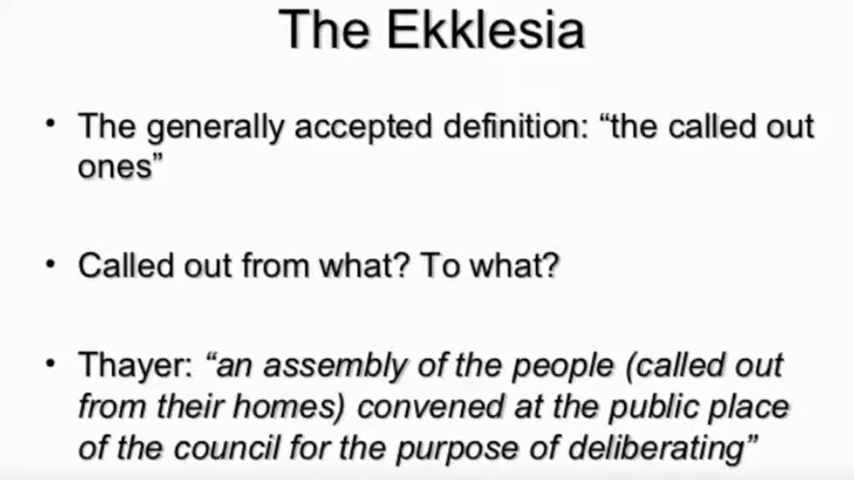 The Ekklesia
• The generally accepted definition: “the called out
ones”
• Called out from what? To what?
• Thayer: “an assembly of the people (called out
from their homes) convened at the public place
of the council for the purpose of deliberating”